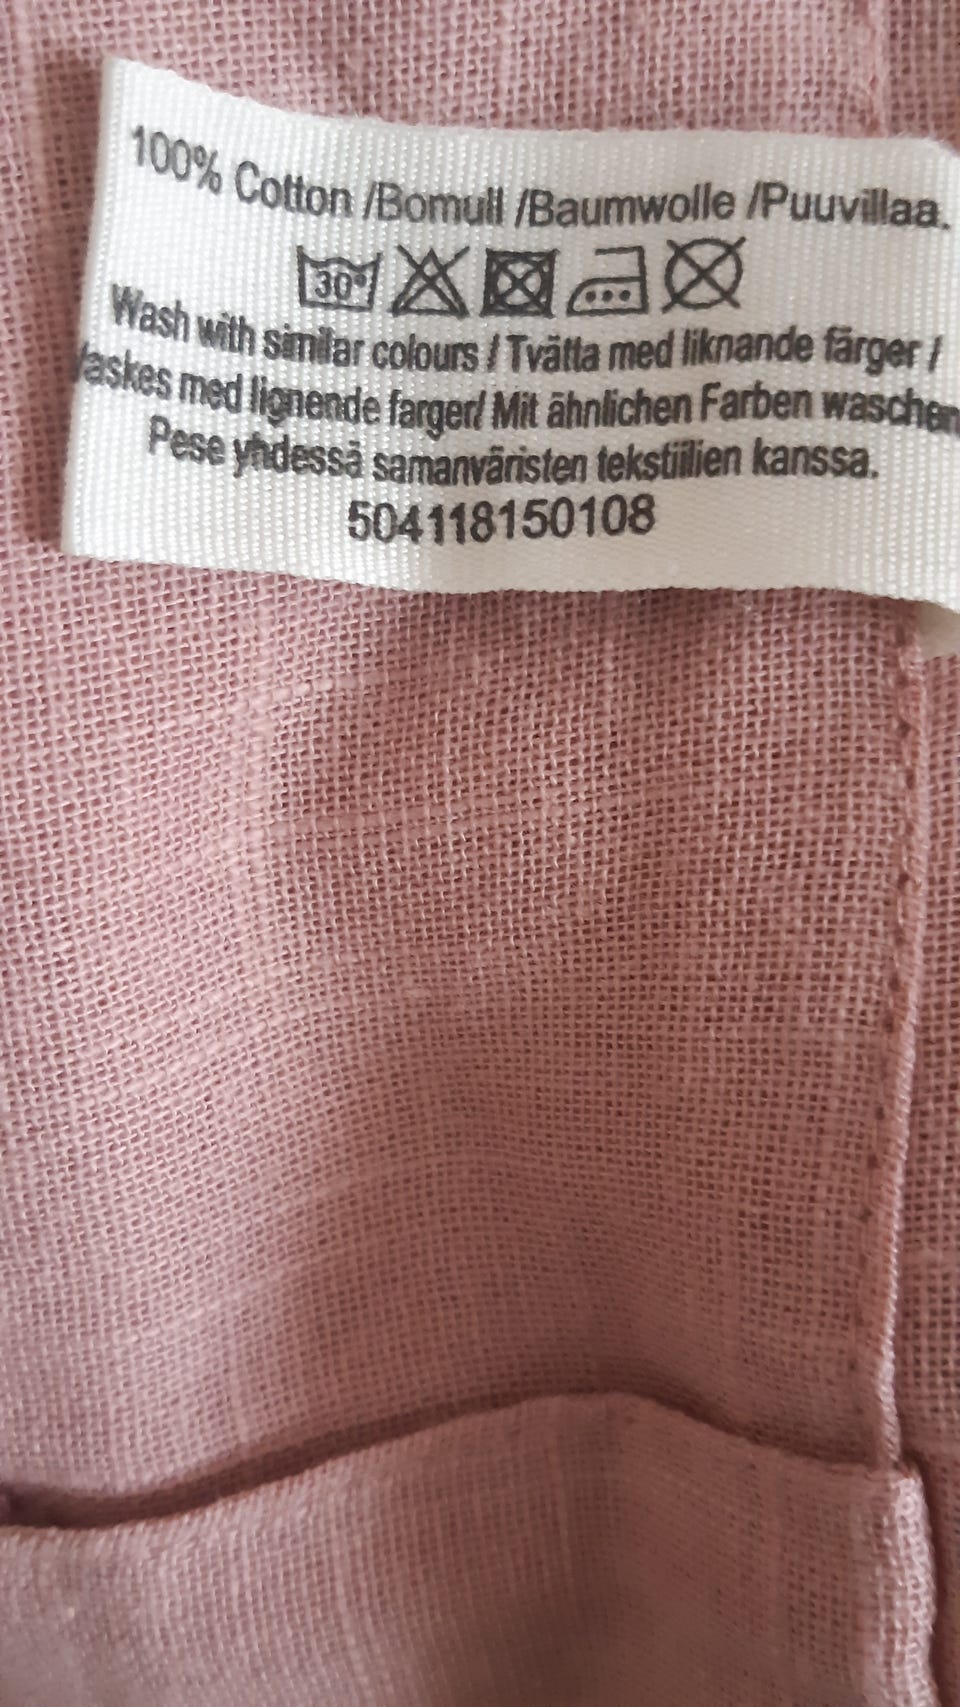 100% Cotton /Bomull /Baumwolle /Puuvillaa.
30°
Wash with similar colours / Tvätta med liknande färger /
Vaskes med lignende farger/ Mit ähnlichen Farben waschen
Pese yhdessä samanväristen tekstiilien kanssa.
504118150108